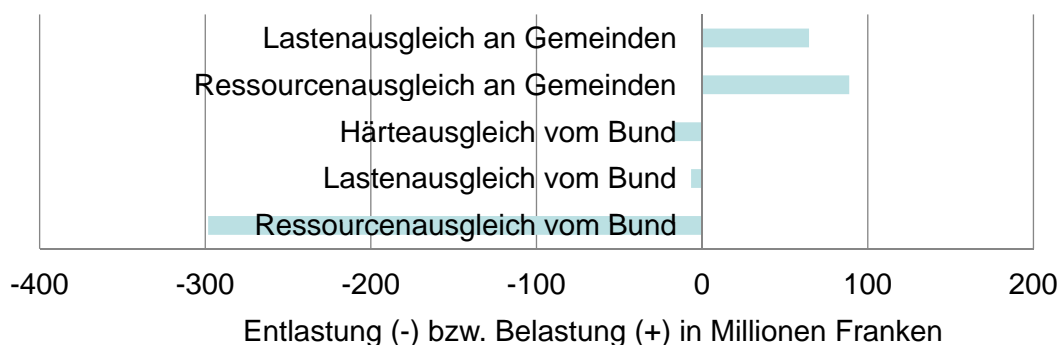 Lastenausgleich an Gemeinden
Ressourcenausgleich an Gemeinden
Härteausgleich vom Bund
Lastenausgleich vom Bund
Ressourcenausgleich vom Bund
-400 -300 -200 -100 0 100 200
Entlastung (-) bzw. Belastung (+) in Millionen Franken